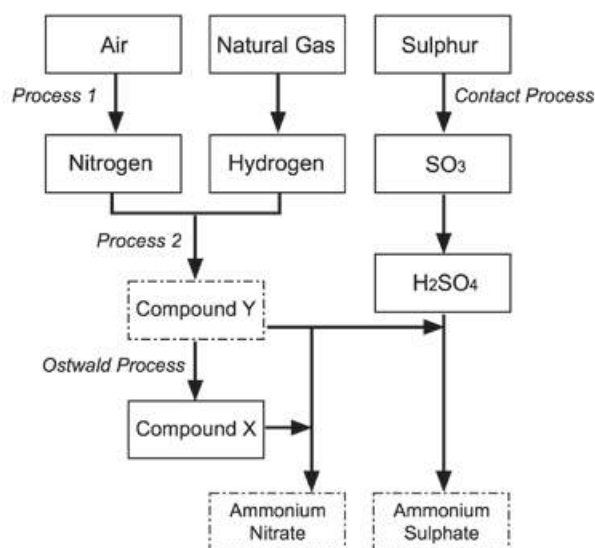 Air
Natural Gas
Sulphur
Process 1
Contact Process
Nitrogen
Hydrogen
SO3
Process 2
H2SO4
Compound Y
Ostwald Process
Compound X
Ammonium
Nitrate
Ammonium
Sulphate